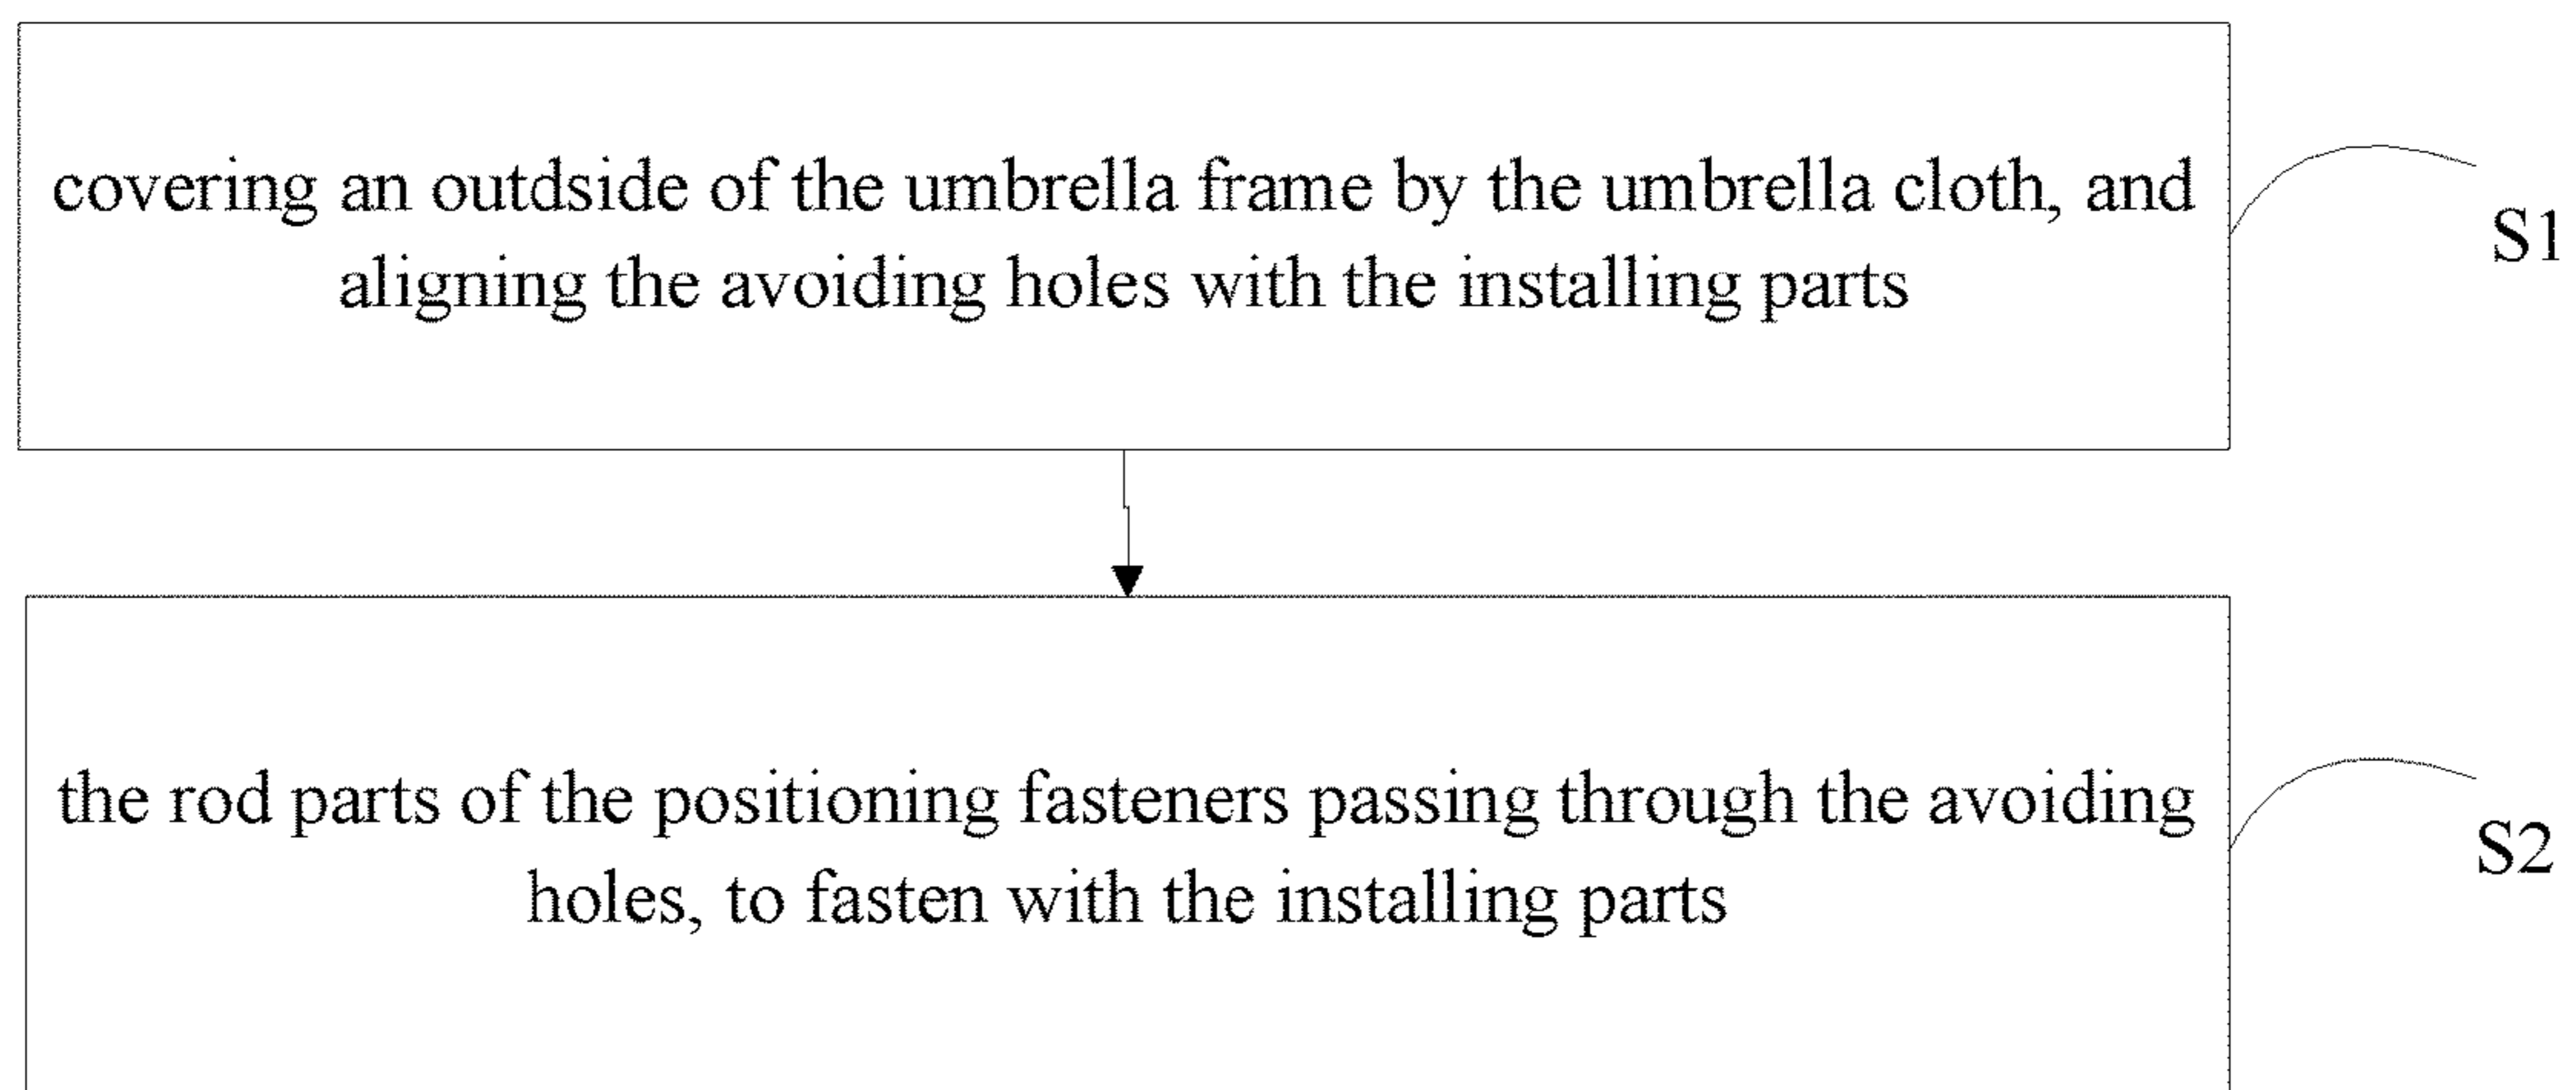 covering an outdside of the umbrella frame by the umbrella cloth, and
aligning the avoiding holes with the installing parts
S1
the rod parts of the positioning fasteners passing through the avoiding
holes, to fasten with the installing parts
S2